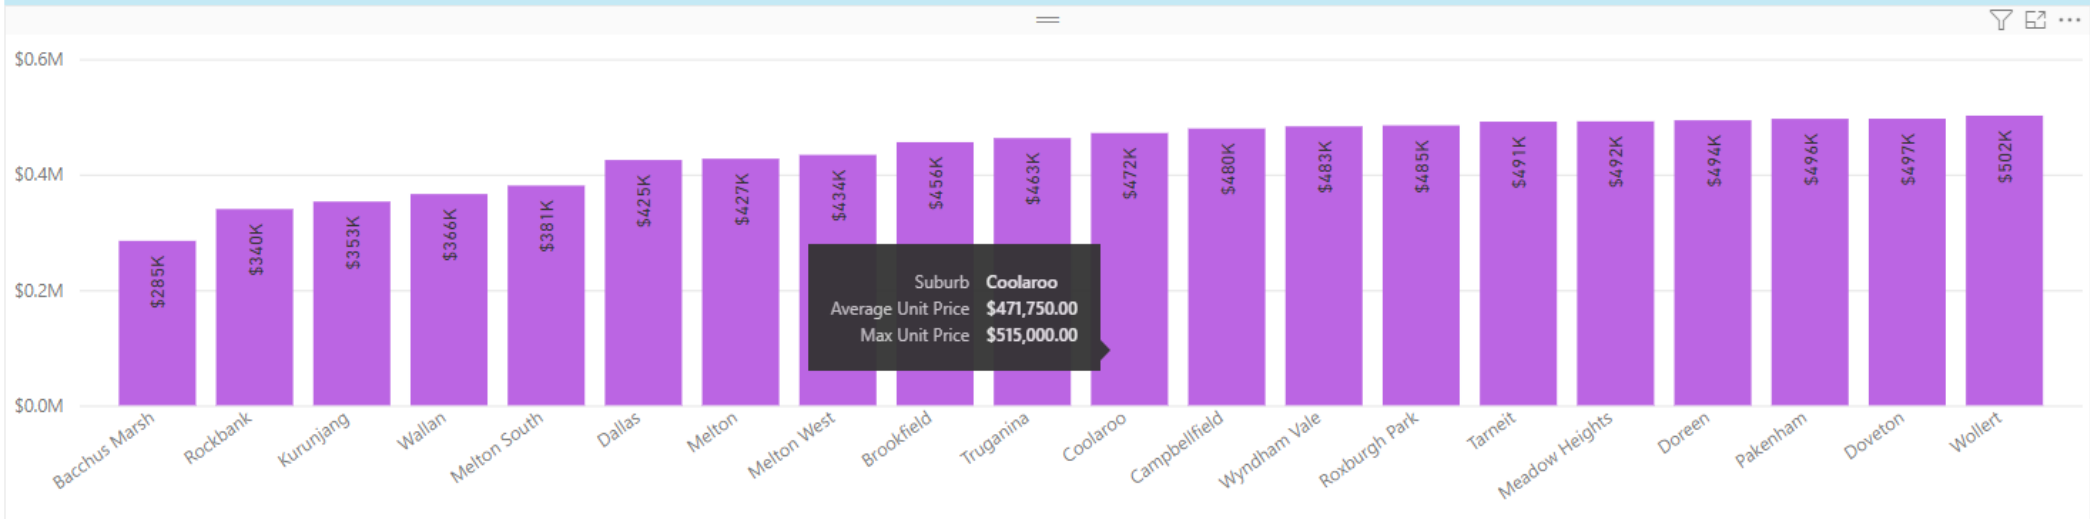 $0.6M
$0.4M
$0.2M
$0.0M
$285K
$340K
$353K
$366K
$381K
$425K
$427K
$434K
$456K
$463K
$472K
$480K
$483K
$485K
$491K
$492K
$494K
$496K
$497K
$502K
Suburb Coolaroo
Average Unit Price $471,750.00
Max Unit Price $515,000.00
Bacchus Marsh
Rockbank
Kurunjang
Wallan
Melton South
Dallas
Melton
Melton West
Brookfield
Truganina
Coolaroo
Campbellfield
Wyndham Vale
Roxburgh Park
Tarneit
Meadow Heights
Doreen
Pakenham
Doveton
Wollert